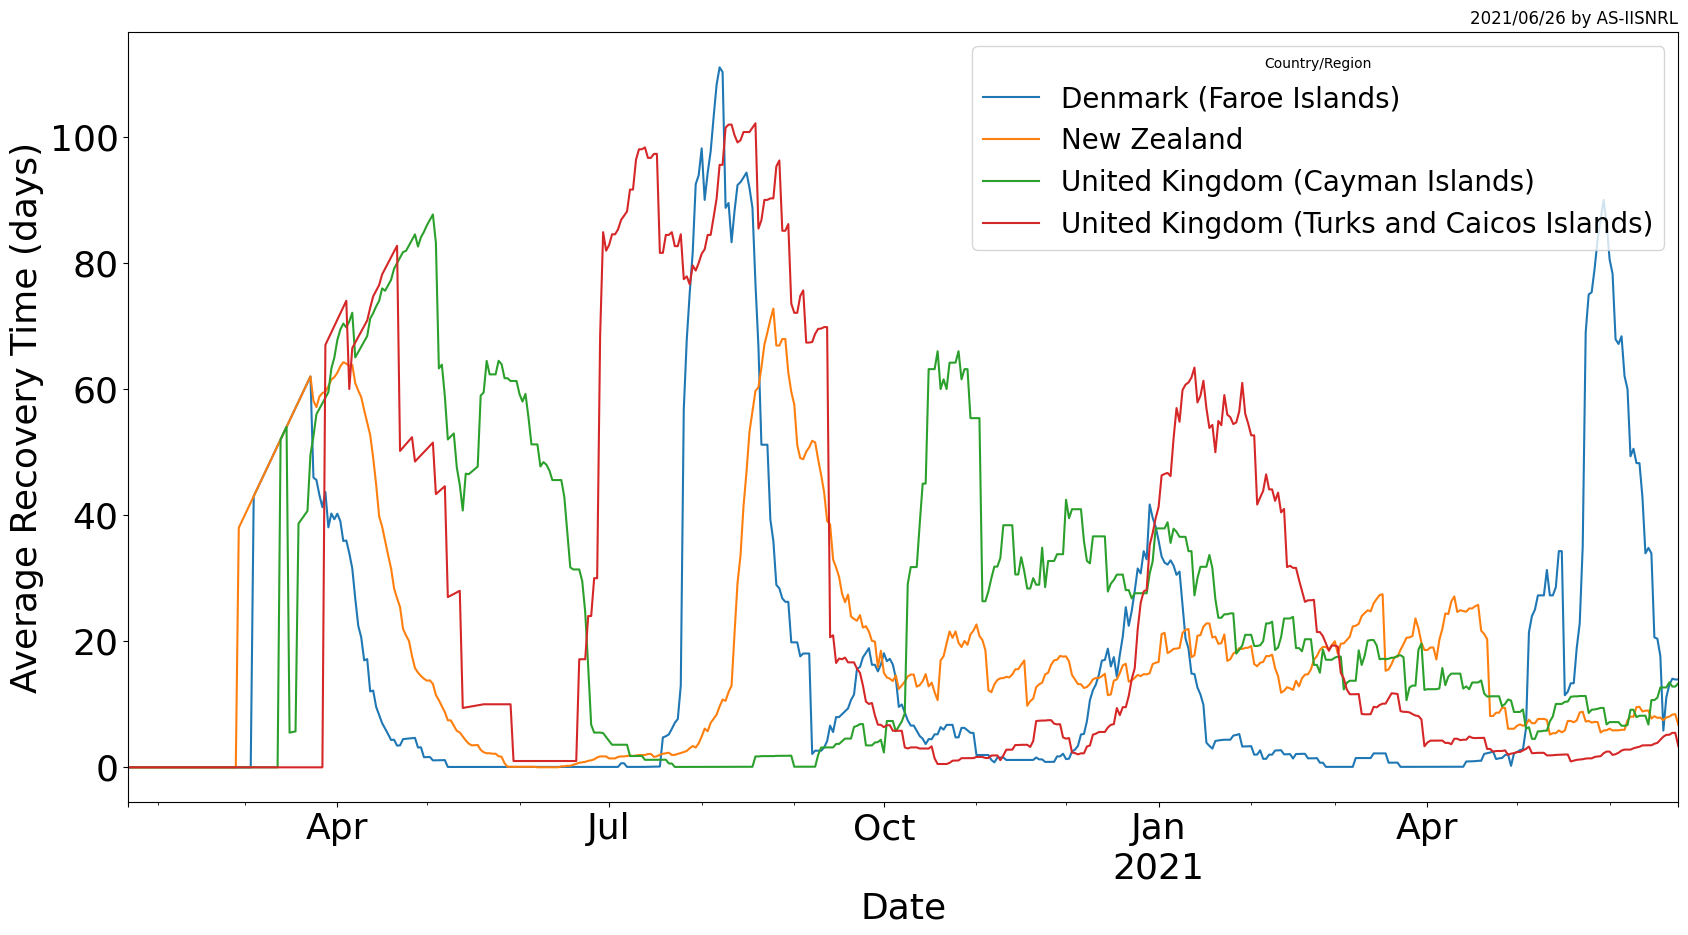 2021/06/26 by AS-IISNRL
Country/Region
Denmark (Faroe Islands)
New Zealand
United Kingdom (Cayman Islands)
United Kingdom (Turks and Caicos Islands)
Average Recovery Time (days)
100
80
60
40
20
0
Apr Jul Oct Jan Apr
2021
Date